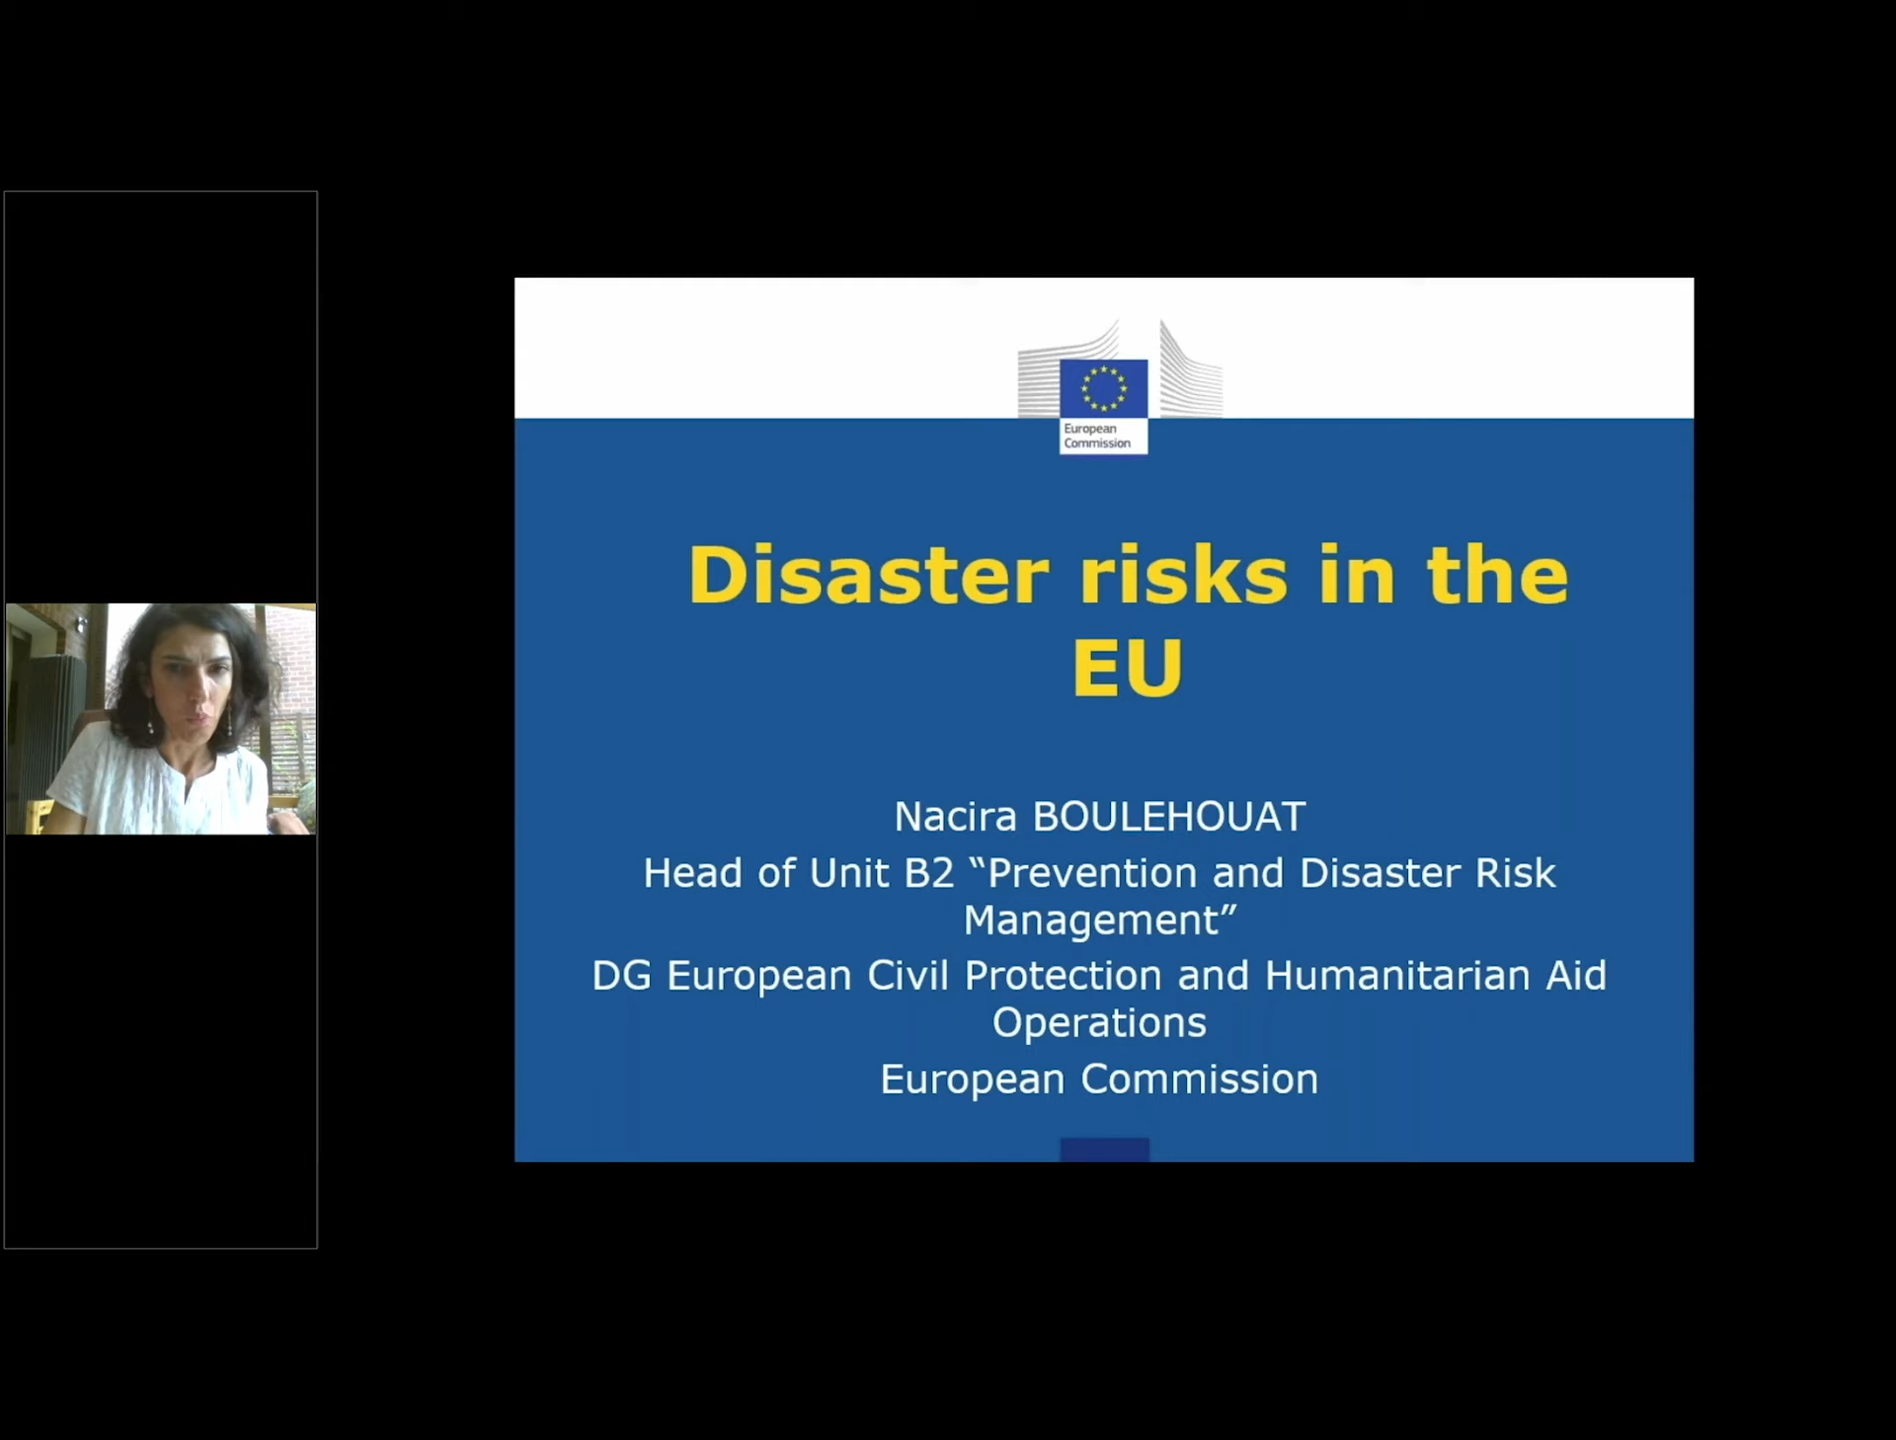 European
Commission
Disaster risks in the
EU
Nacira BOULEHOUAT
Head of Unit B2 “Prevention and Disaster Risk
Management”
DG European Civil Protection and Humanitarian Aid
Operations
European Commission